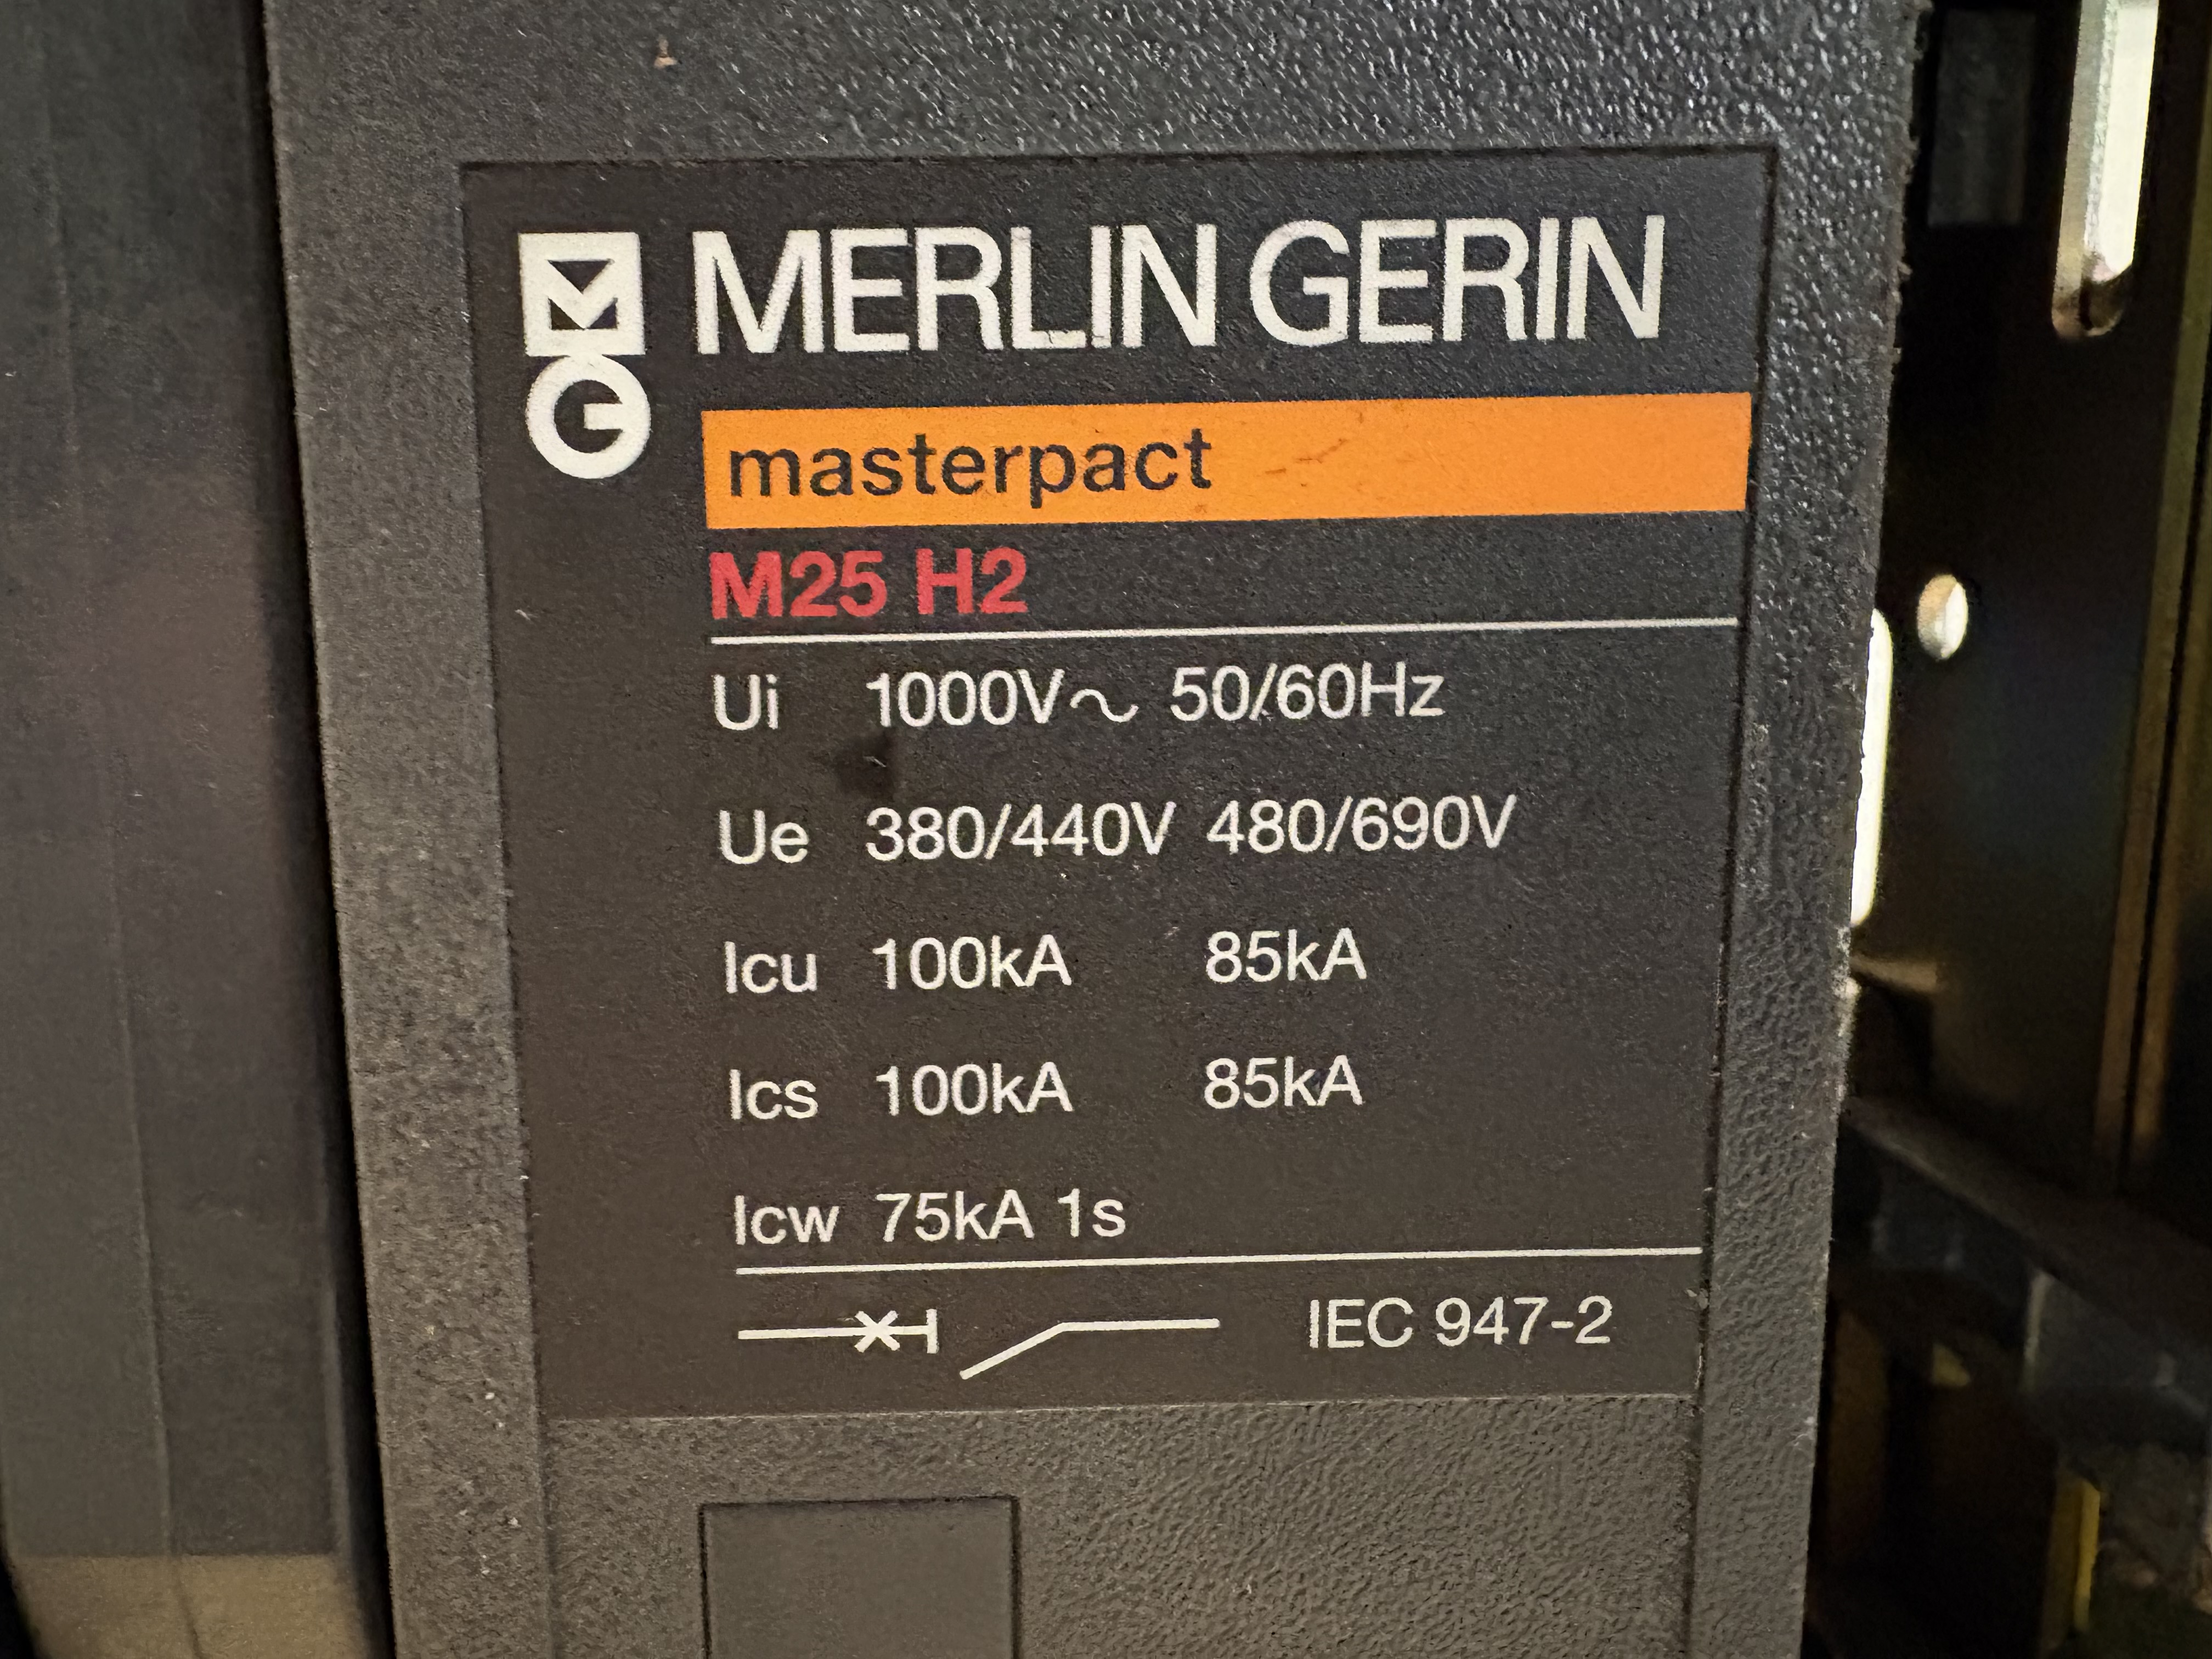 MG MERLIN GERIN
masterpact
M25 H2
Ui 1000V~ 50/60Hz
Ue 380/440V 480/690V
Icu 100kA 85kA
Ics 100kA 85kA
Icw 75kA 1s
IEC 947-2